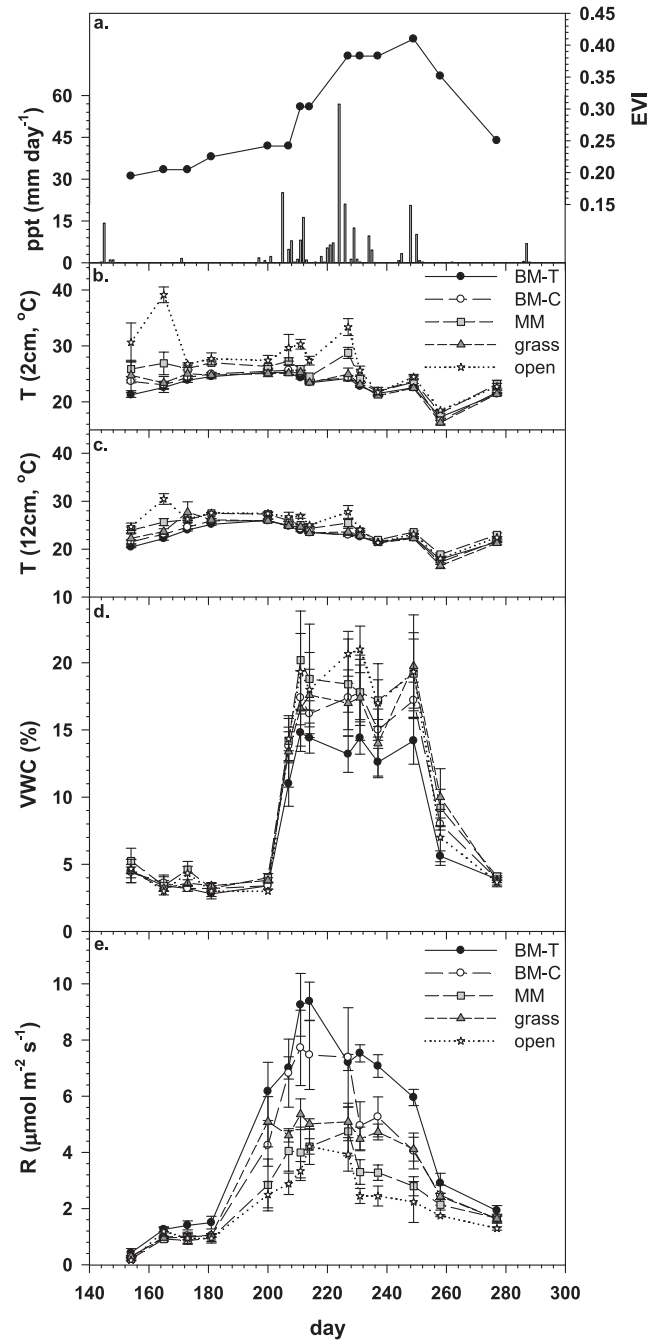 a.
0.45
0.40
0.35
0.30
0.25
0.20
0.15
EVI
60
45
30
15
0
ppt (mm day⁻¹)
b.
40
30
20
T (2cm, °C)
BM-T
BM-C
MM
grass
open
c.
40
30
20
10
T (12cm, °C)
d.
20
15
10
5
0
VWC (%)
e.
10
8
6
4
2
0
R (μmol m⁻² s⁻¹)
BM-T
BM-C
MM
grass
open
140 160 180 200 220 240 260 280 300
day